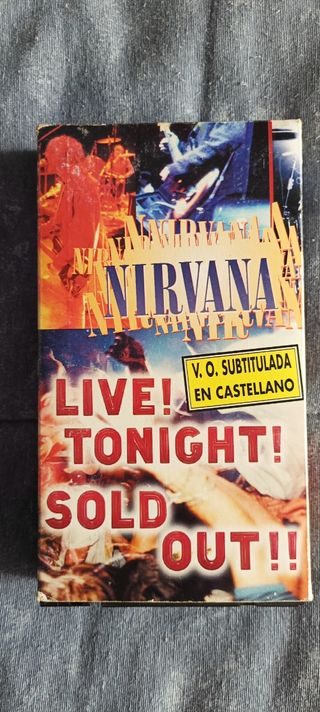 NIRVANA
V. O. SUBTITULADA
EN CASTELLANO
LIVE!
TONIGHT!
SOLD
OUT!!